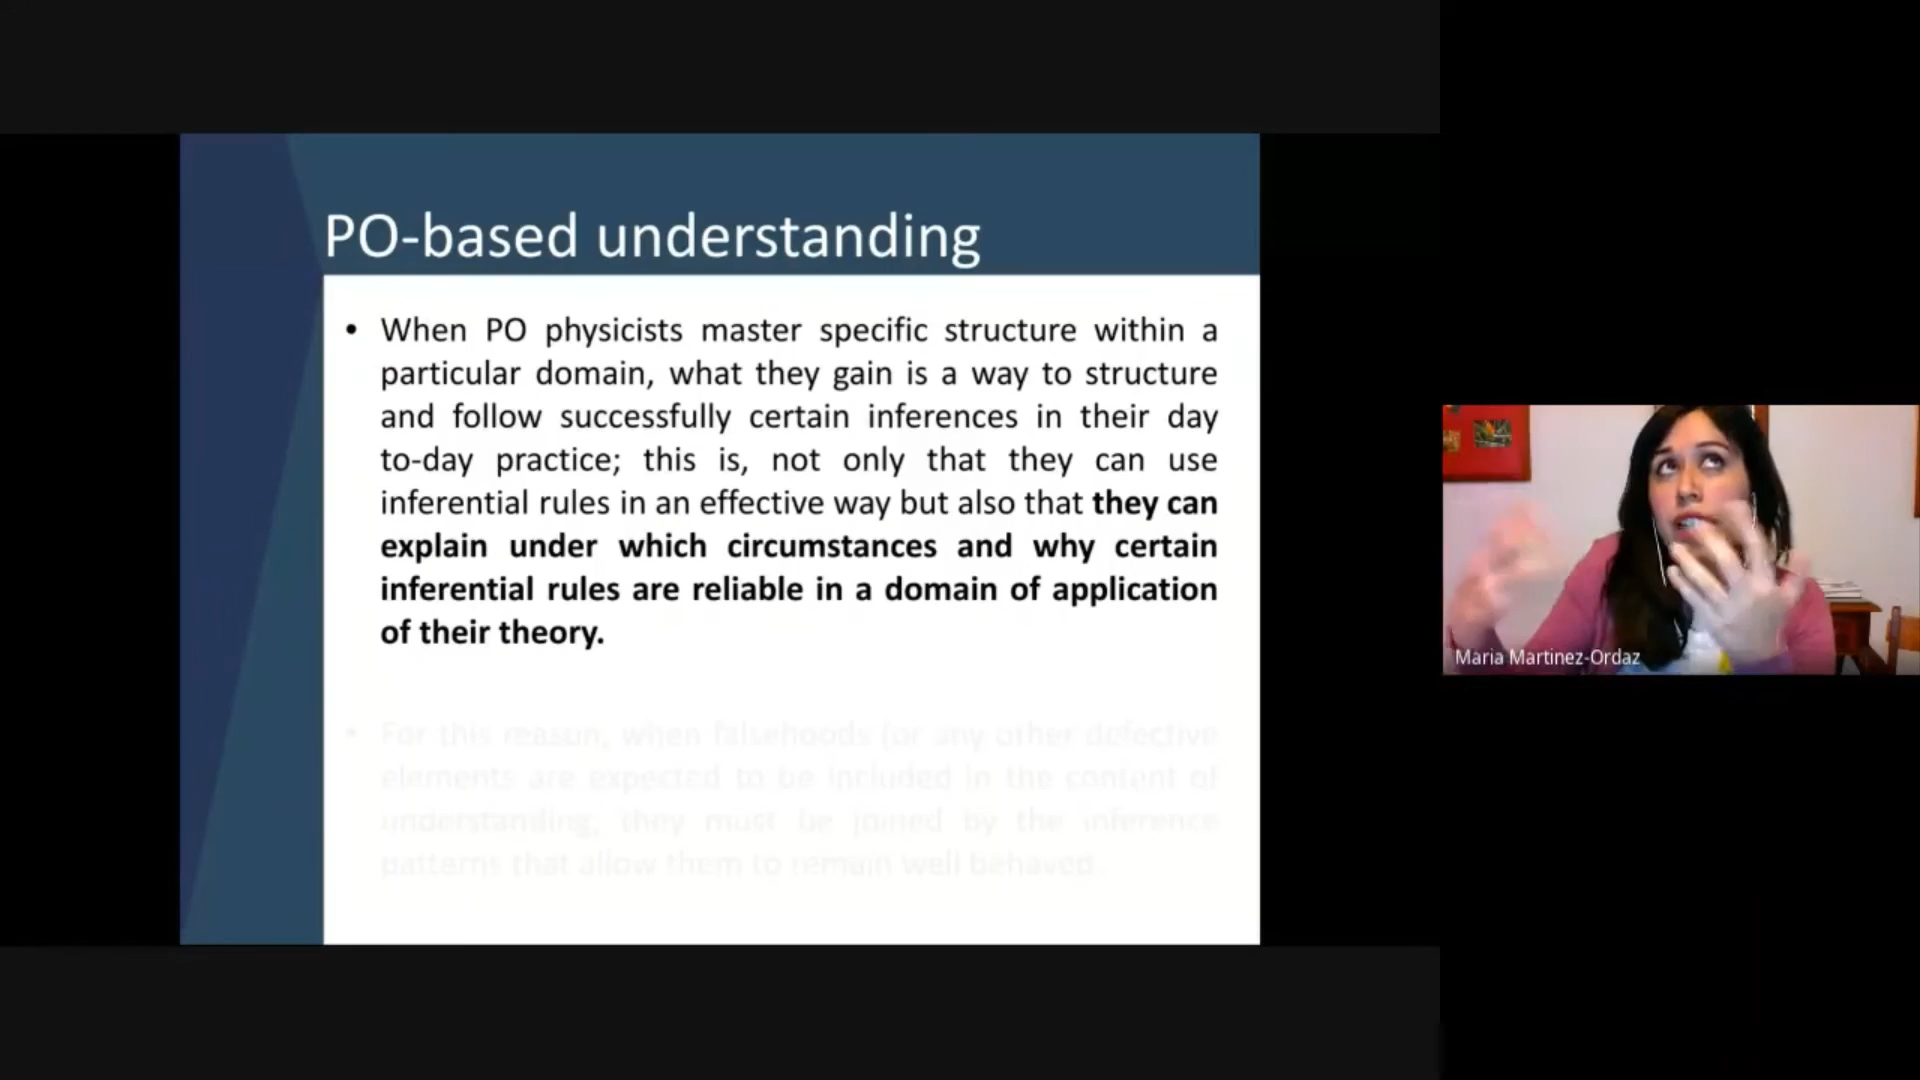 PO-based understanding
• When PO physicists master specific structure within a
particular domain, what they gain is a way to structure
and follow successfully certain inferences in their day
to-day practice; this is, not only that they can use
inferential rules in an effective way but also that they can
explain under which circumstances and why certain
inferential rules are reliable in a domain of application
of their theory.
• For this reason, when falsehoods (or any other defective
elements are expected to be included in the content of
understanding, they must be joined by the inference
patterns that allow them to remain well behaved.
Maria Martinez-Ordaz